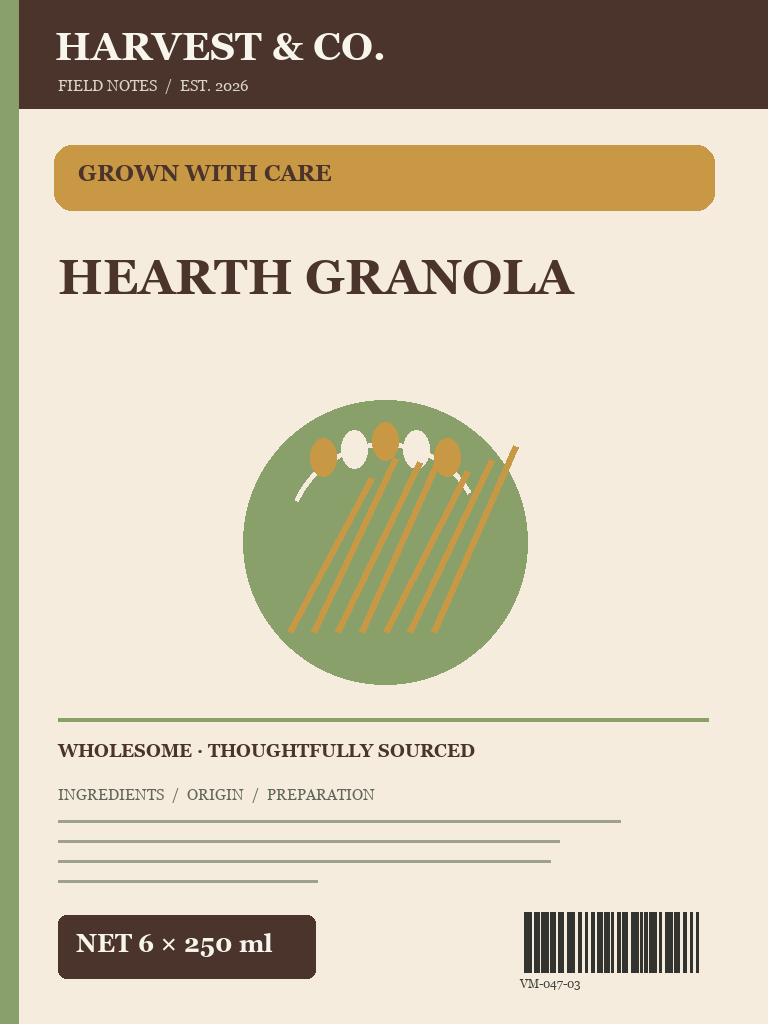 HARVEST & CO.
FIELD NOTES / EST. 2026
GROWN WITH CARE
HEARTH GRANOLA
WHOLESOME · THOUGHTFULLY SOURCED
INGREDIENTS / ORIGIN / PREPARATION
NET 6 × 250 ml
VM-047-03